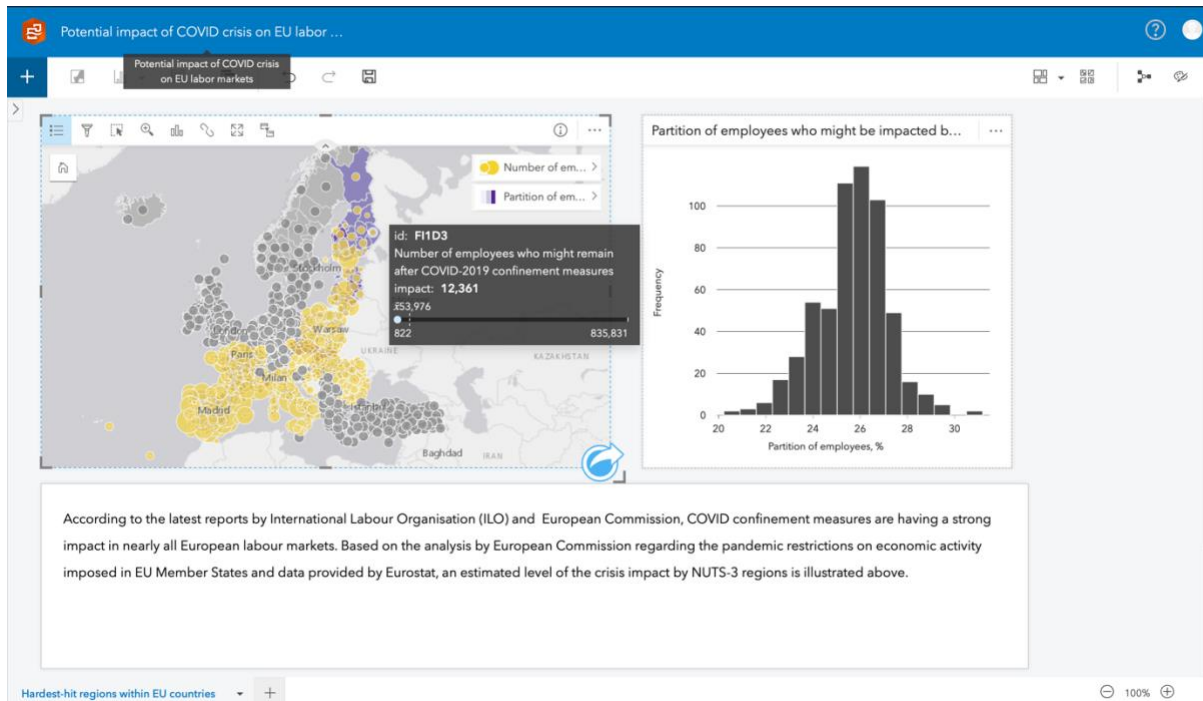 Potential impact of COVID crisis on EU labor ...
Potential impact of COVID crisis
on EU labor markets
Number of em...
Partition of em...
id: FI1D3
Number of employees who might remain
after COVID-2019 confinement measures
impact: 12,361
x̄53,976
822 835,831
Stockholm
London
Warsaw
Paris
UKRAINE
KAZAKHSTAN
Milan
Madrid
Istanbul
Baghdad
IRAN
Partition of employees who might be impacted b...
100
80
60
40
20
0
Frequency
20 22 24 26 28 30
Partition of employees, %
According to the latest reports by International Labour Organisation (ILO) and European Commission, COVID confinement measures are having a strong
impact in nearly all European labour markets. Based on the analysis by European Commission regarding the pandemic restrictions on economic activity
imposed in EU Member States and data provided by Eurostat, an estimated level of the crisis impact by NUTS-3 regions is illustrated above.
Hardest-hit regions within EU countries
100%